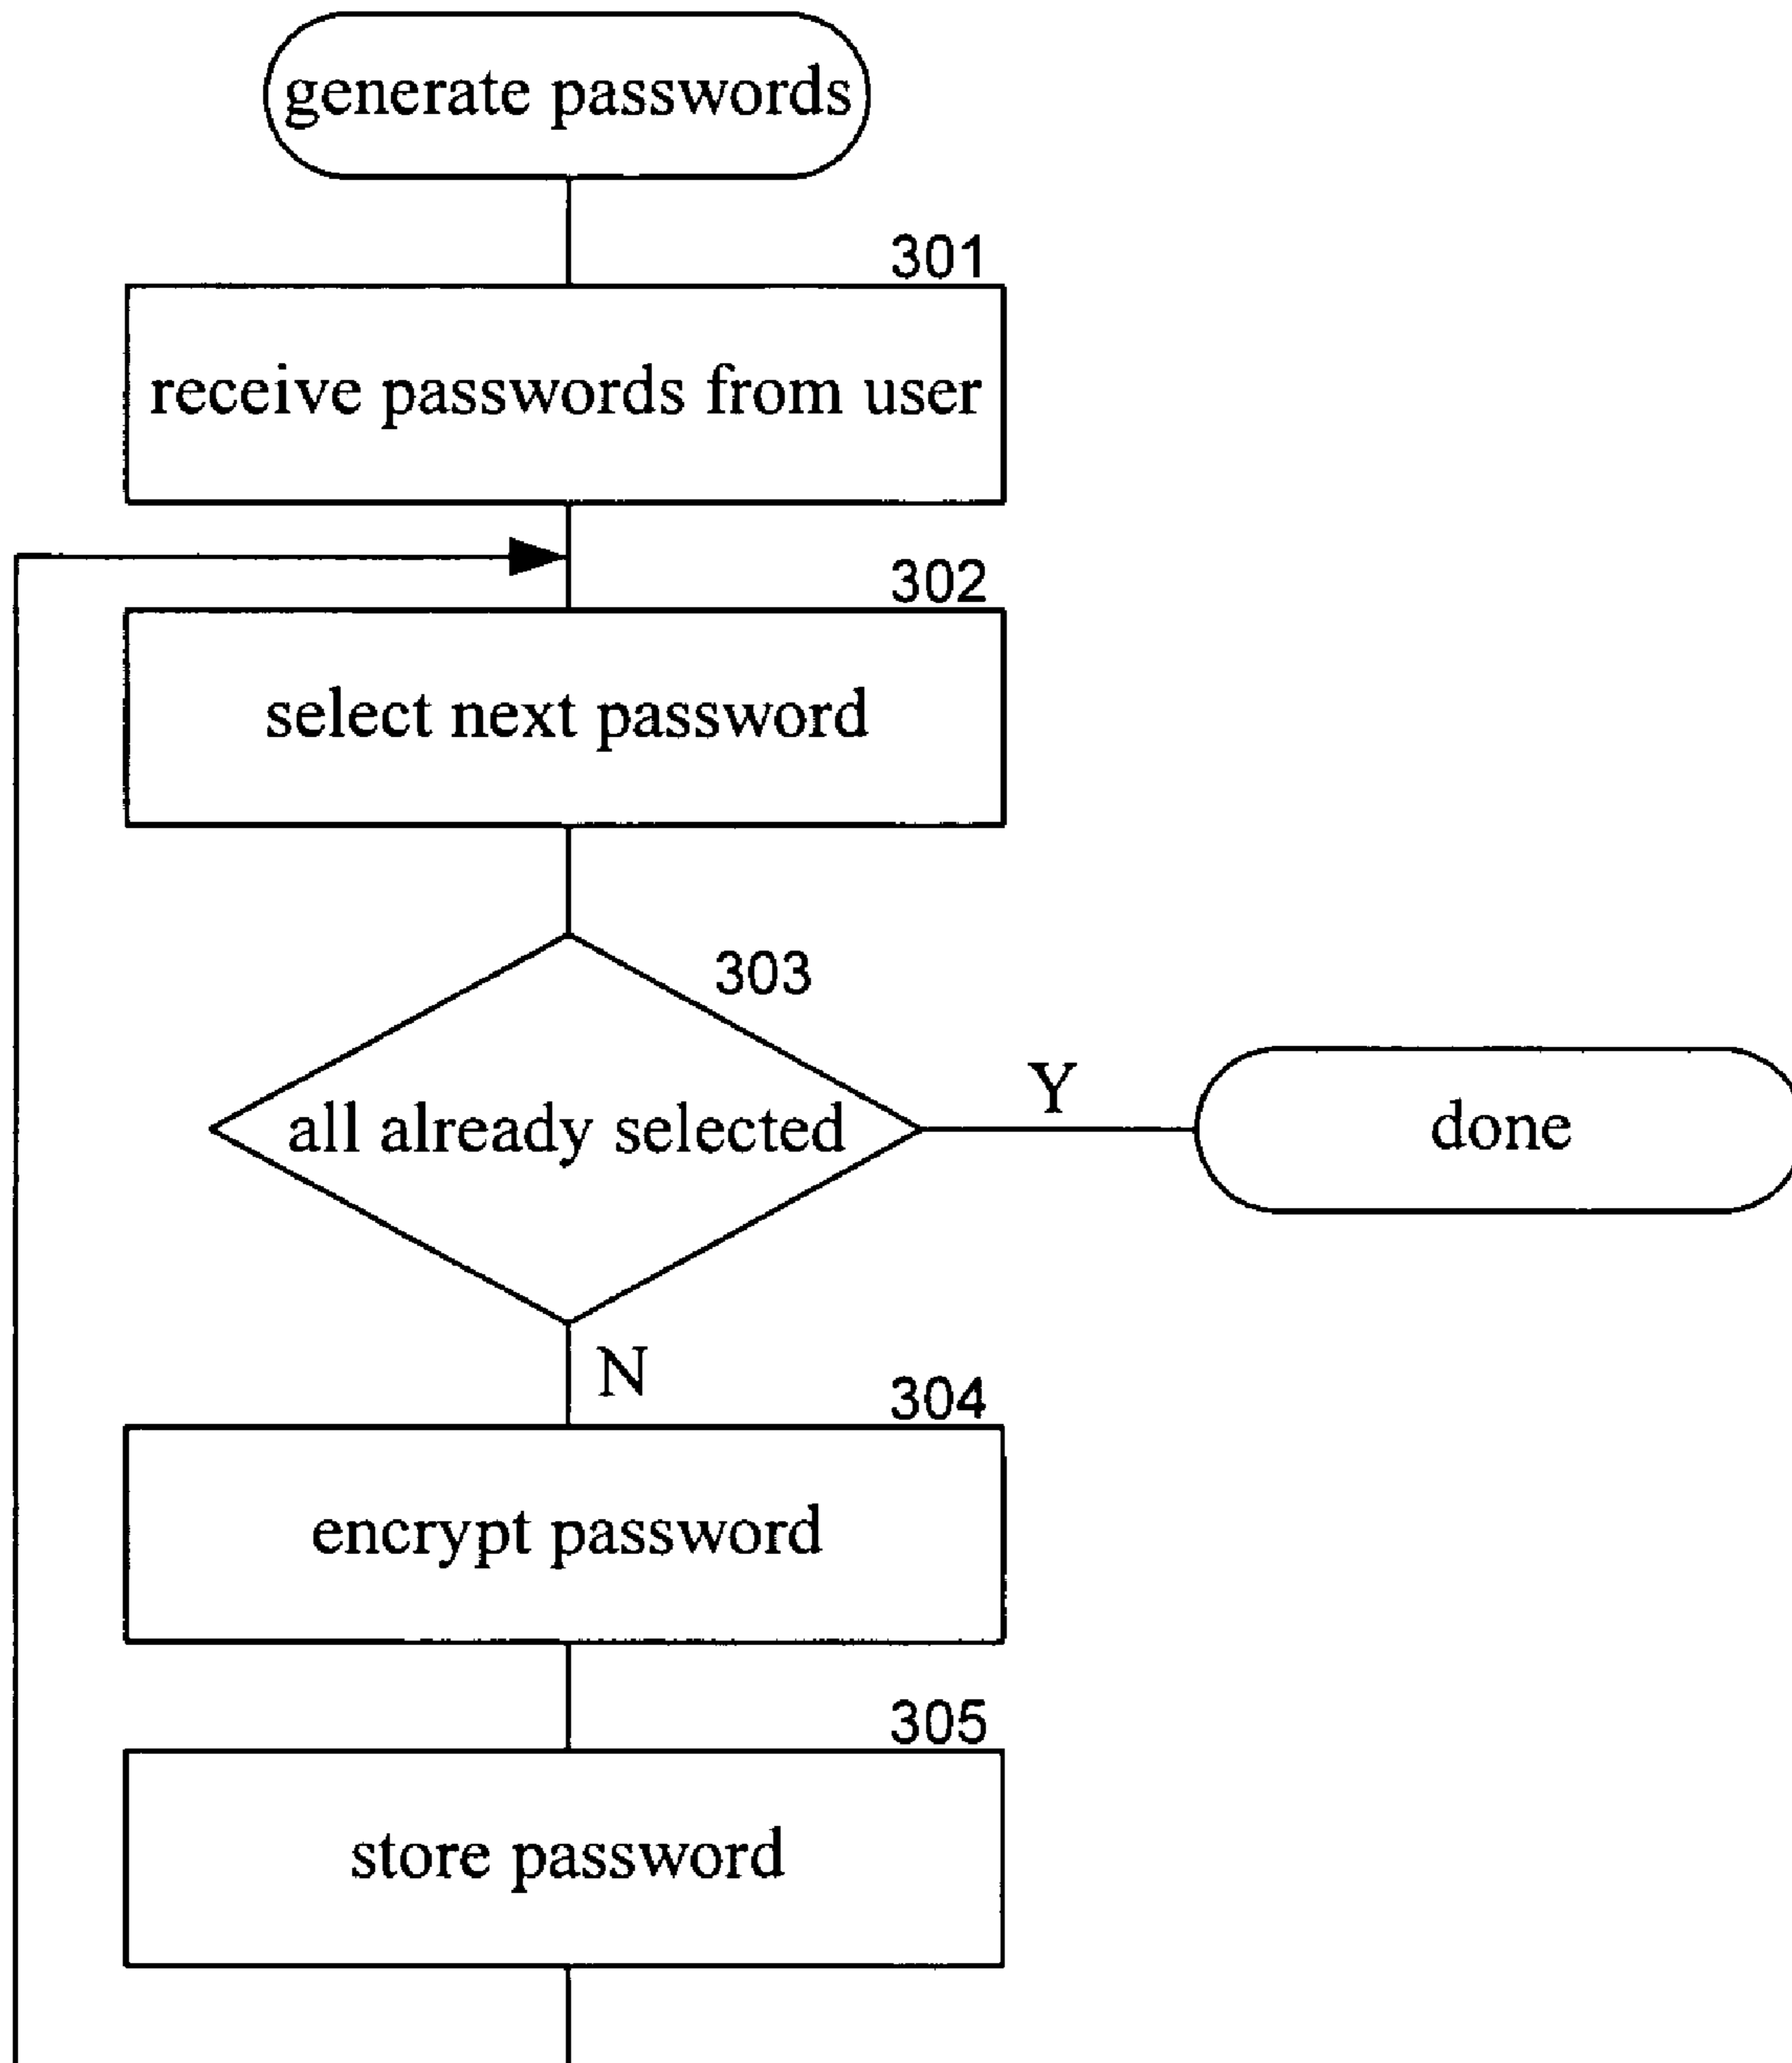 generate passwords
301
receive passwords from user
302
select next password
303
all already selected
Y
done
N
304
encrypt password
305
store password